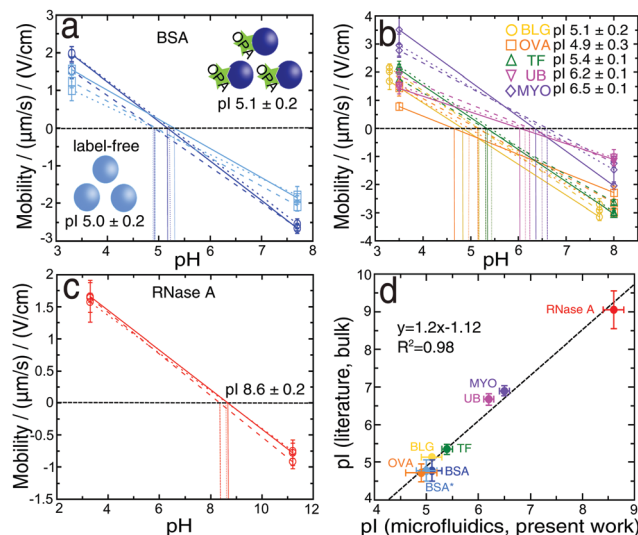 a
BSA
OPA
OPA
OPA
pI 5.1 ± 0.2
label-free
pI 5.0 ± 0.2
Mobility / (μm/s) / (V/cm)
3
2
1
0
-1
-2
-3
2 3 4 5 6 7 8
pH
b
BLG pI 5.1 ± 0.2
OVA pI 4.9 ± 0.3
TF pI 5.4 ± 0.1
UB pI 6.2 ± 0.1
MYO pI 6.5 ± 0.1
Mobility / (μm/s) / (V/cm)
4
3
2
1
0
-1
-2
-3
-4
3 4 5 6 7 8 9
pH
c
RNase A
pI 8.6 ± 0.2
Mobility / (μm/s) / (V/cm)
2
1.5
1
0.5
0
-0.5
-1
-1.5
2 4 6 8 10 12
pH
d
y=1.2x-1.12
R²=0.98
RNase A
MYO
UB
BLG
TF
OVA
BSA
BSA*
pI (literature, bulk)
10
9
8
7
6
5
4
4 5 6 7 8 9
pI (microfluidics, present work)